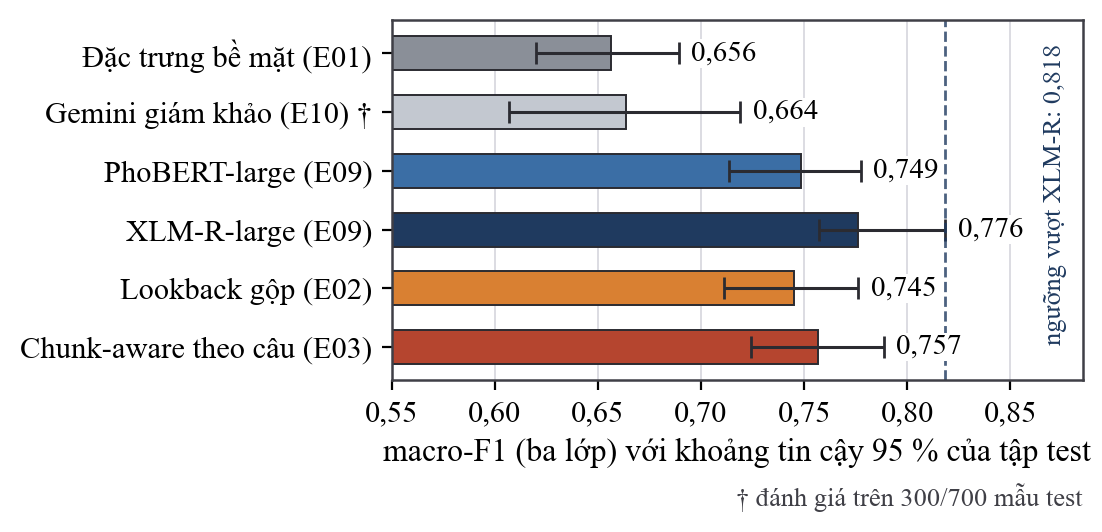 Đặc trưng bề mặt (E01)
0,656
Gemini giám khảo (E10) †
0,664
PhoBERT-large (E09)
0,749
XLM-R-large (E09)
0,776
Lookback gộp (E02)
0,745
Chunk-aware theo câu (E03)
0,757
ngưỡng vượt XLM-R: 0,818
0,55 0,60 0,65 0,70 0,75 0,80 0,85
macro-F1 (ba lớp) với khoảng tin cậy 95 % của tập test
† đánh giá trên 300/700 mẫu test